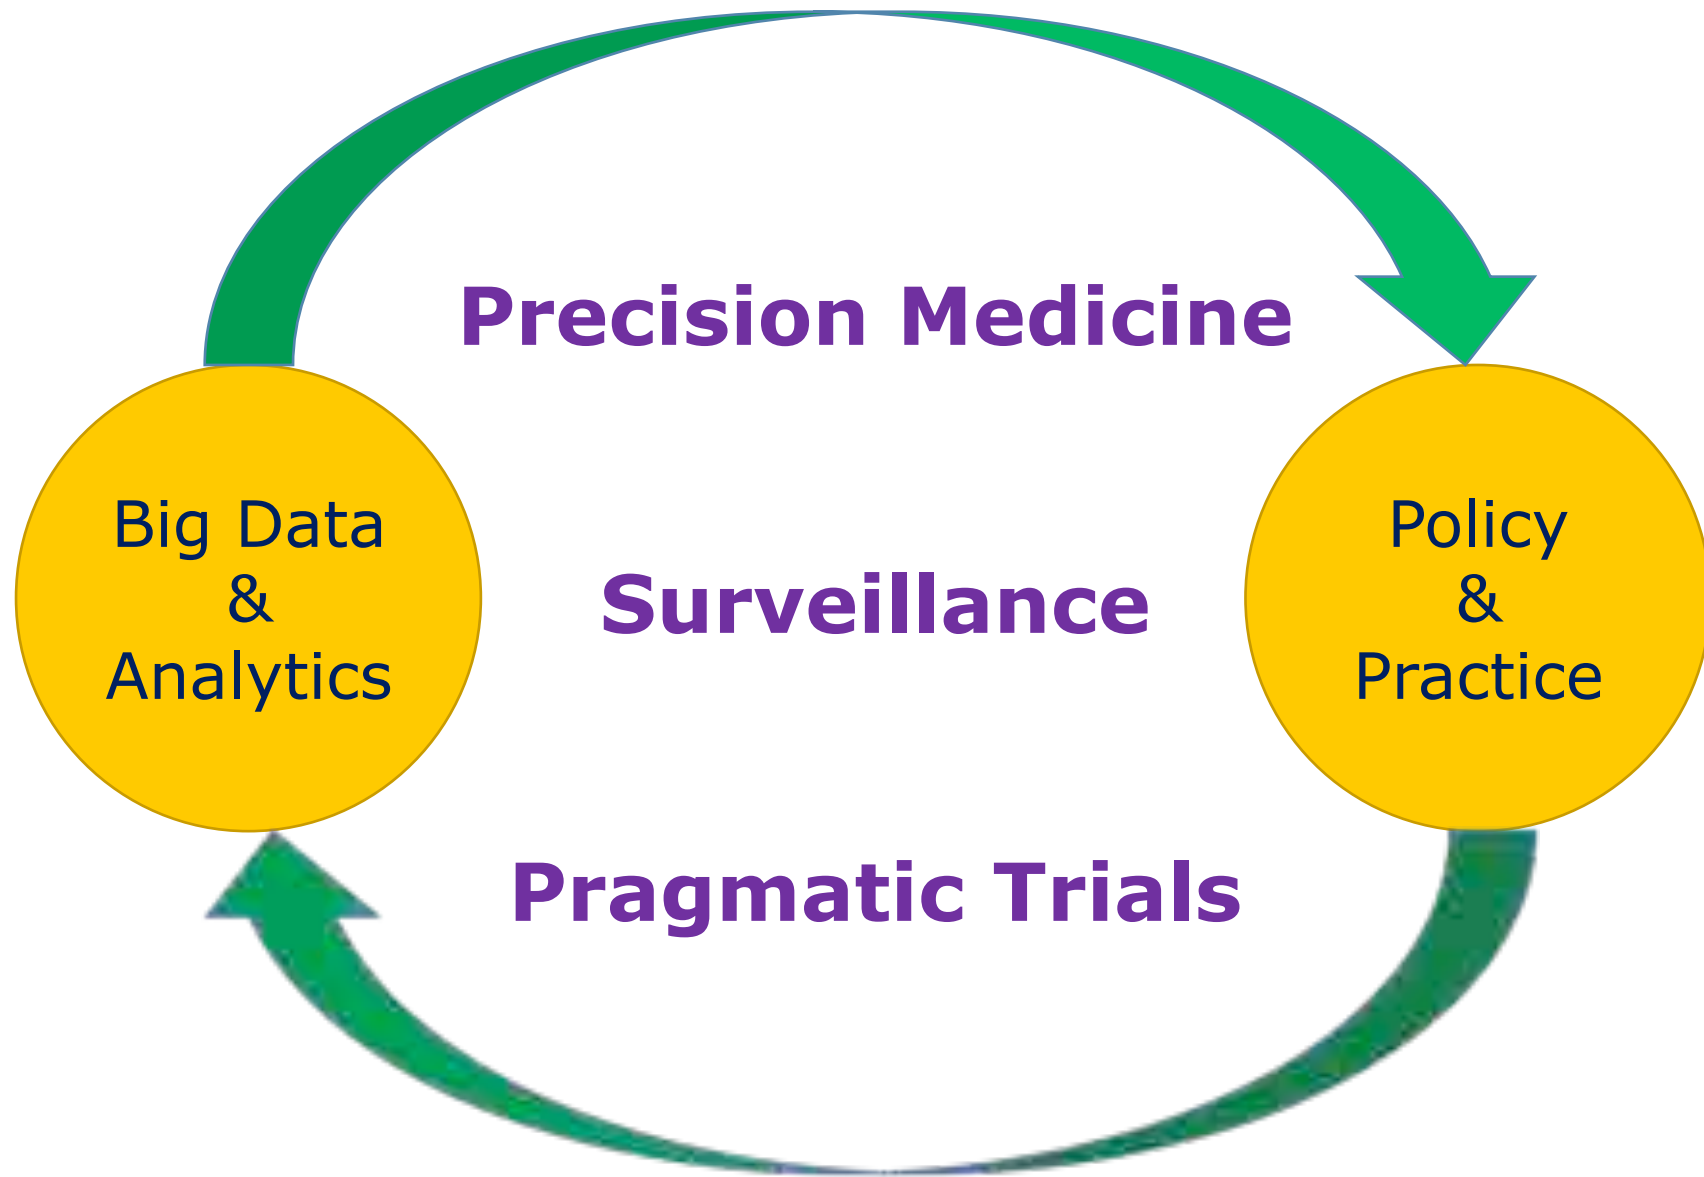 Precision Medicine
Big Data
&
Analytics
Surveillance
Policy
&
Practice
Pragmatic Trials